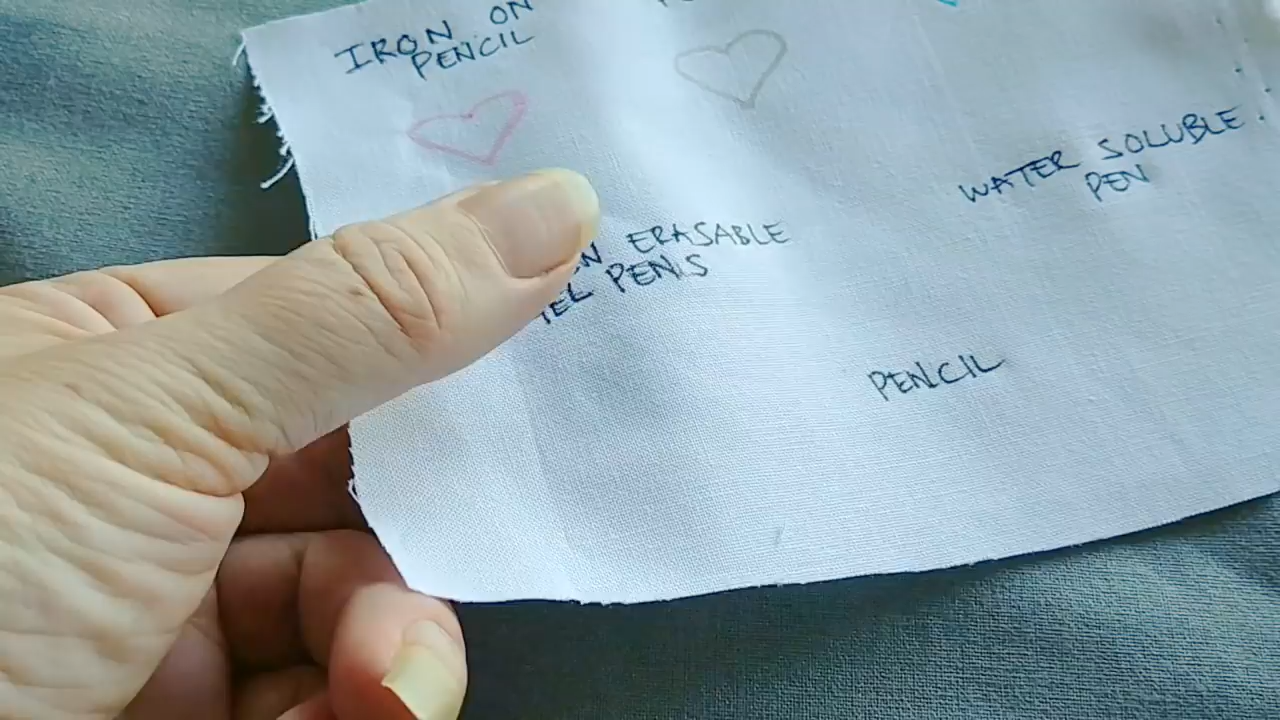 IRON ON
PENCIL
WATER SOLUBLE
PEN
ERASABLE
PENS
PENCIL